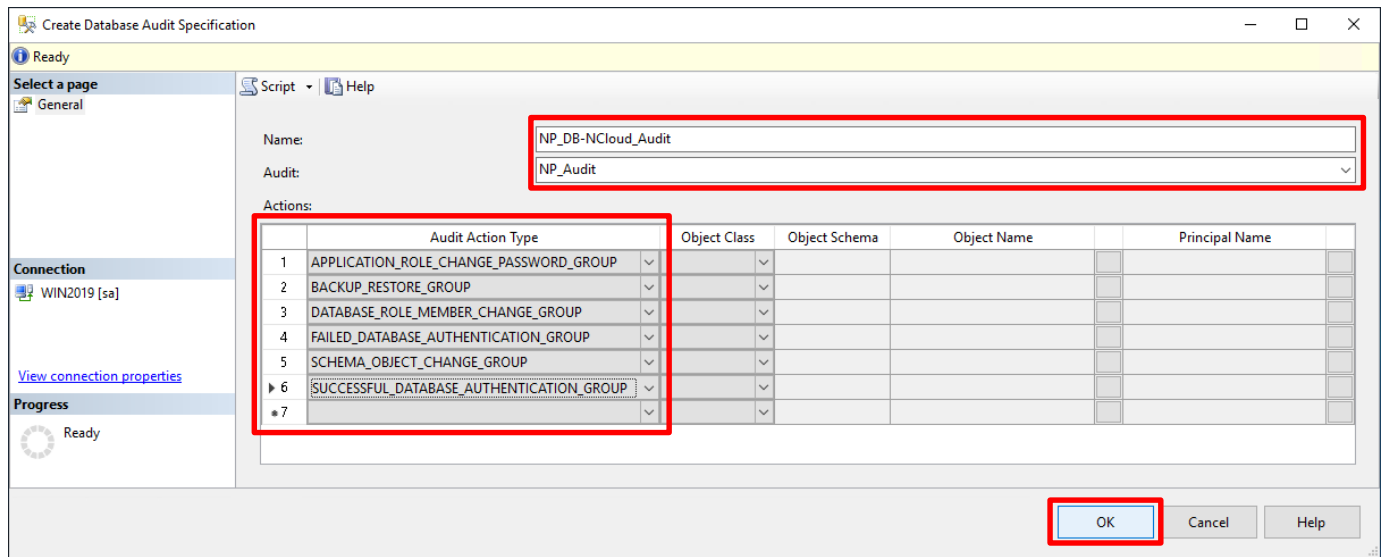 Create Database Audit Specification
Ready
Select a page
General
Script
Help
Name:
NP_DB-NCloud_Audit
Audit:
NP_Audit
Actions:
Audit Action Type Object Class Object Schema Object Name Principal Name
1 APPLICATION_ROLE_CHANGE_PASSWORD_GROUP
2 BACKUP_RESTORE_GROUP
3 DATABASE_ROLE_MEMBER_CHANGE_GROUP
4 FAILED_DATABASE_AUTHENTICATION_GROUP
5 SCHEMA_OBJECT_CHANGE_GROUP
6 SUCCESSFUL_DATABASE_AUTHENTICATION_GROUP
7
Connection
WIN2019 [sa]
View connection properties
Progress
Ready
OK Cancel Help